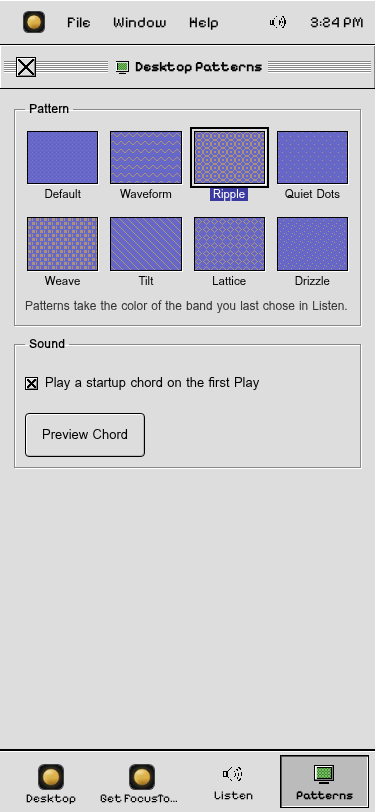 File Window Help 3:24 PM
Desktop Patterns
Pattern
Default Waveform Ripple Quiet Dots
Weave Tilt Lattice Drizzle
Patterns take the color of the band you last chose in Listen.
Sound
Play a startup chord on the first Play
Preview Chord
Desktop Get FocusTo... Listen Patterns